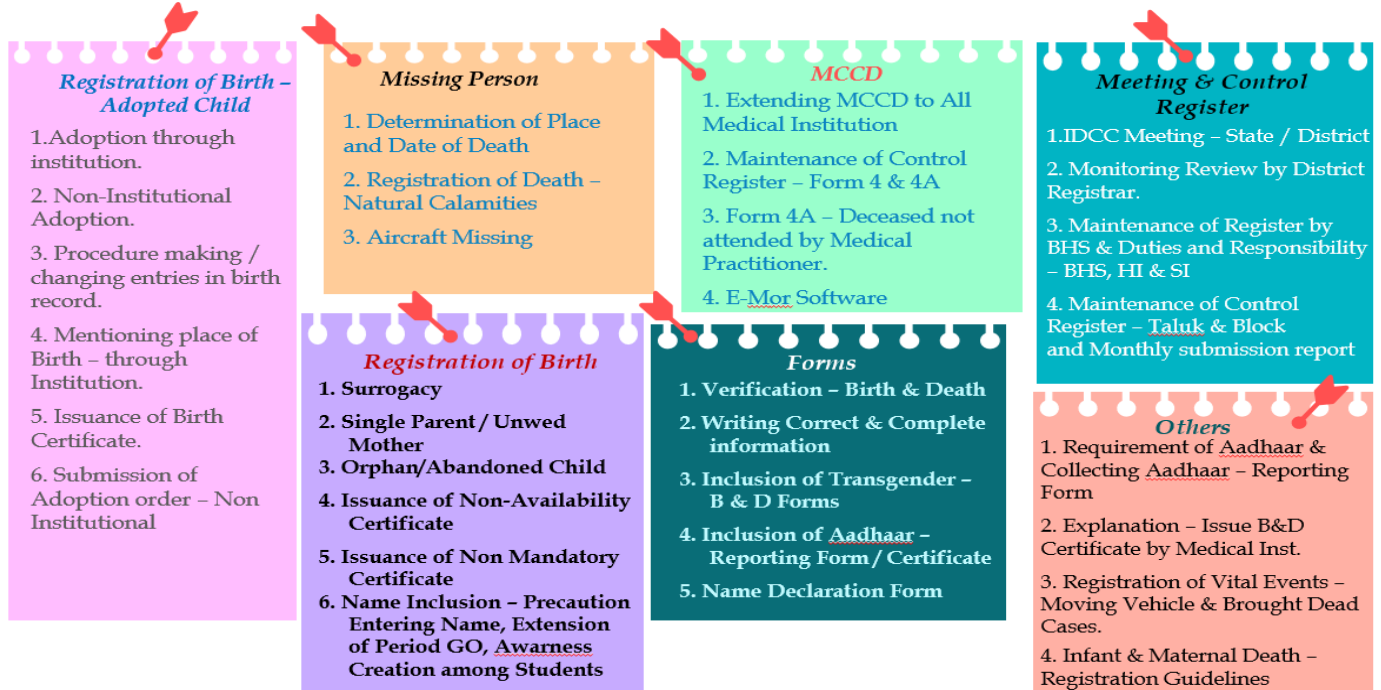 Registration of Birth –
Adopted Child
1.Adoption through
institution.
2. Non-Institutional
Adoption.
3. Procedure making /
changing entries in birth
record.
4. Mentioning place of
Birth – through
Institution.
5. Issuance of Birth
Certificate.
6. Submission of
Adoption order – Non
Institutional
Missing Person
1. Determination of Place
and Date of Death
2. Registration of Death –
Natural Calamities
3. Aircraft Missing
MCCD
1. Extending MCCD to All
Medical Institution
2. Maintenance of Control
Register – Form 4 & 4A
3. Form 4A – Deceased not
attended by Medical
Practitioner.
4. E-Mor Software
Meeting & Control
Register
1.IDCC Meeting – State / District
2. Monitoring Review by District
Registrar.
3. Maintenance of Register by
BHS & Duties and Responsibility
– BHS, HI & SI
4. Maintenance of Control
Register – Taluk & Block
and Monthly submission report
Registration of Birth
1. Surrogacy
2. Single Parent / Unwed
Mother
3. Orphan/Abandoned Child
4. Issuance of Non-Availability
Certificate
5. Issuance of Non Mandatory
Certificate
6. Name Inclusion – Precaution
Entering Name, Extension
of Period GO, Awarness
Creation among Students
Forms
1. Verification – Birth & Death
2. Writing Correct & Complete
information
3. Inclusion of Transgender –
B & D Forms
4. Inclusion of Aadhaar –
Reporting Form / Certificate
5. Name Declaration Form
Others
1. Requirement of Aadhaar &
Collecting Aadhaar – Reporting
Form
2. Explanation – Issue B&D
Certificate by Medical Inst.
3. Registration of Vital Events –
Moving Vehicle & Brought Dead
Cases.
4. Infant & Maternal Death –
Registration Guidelines